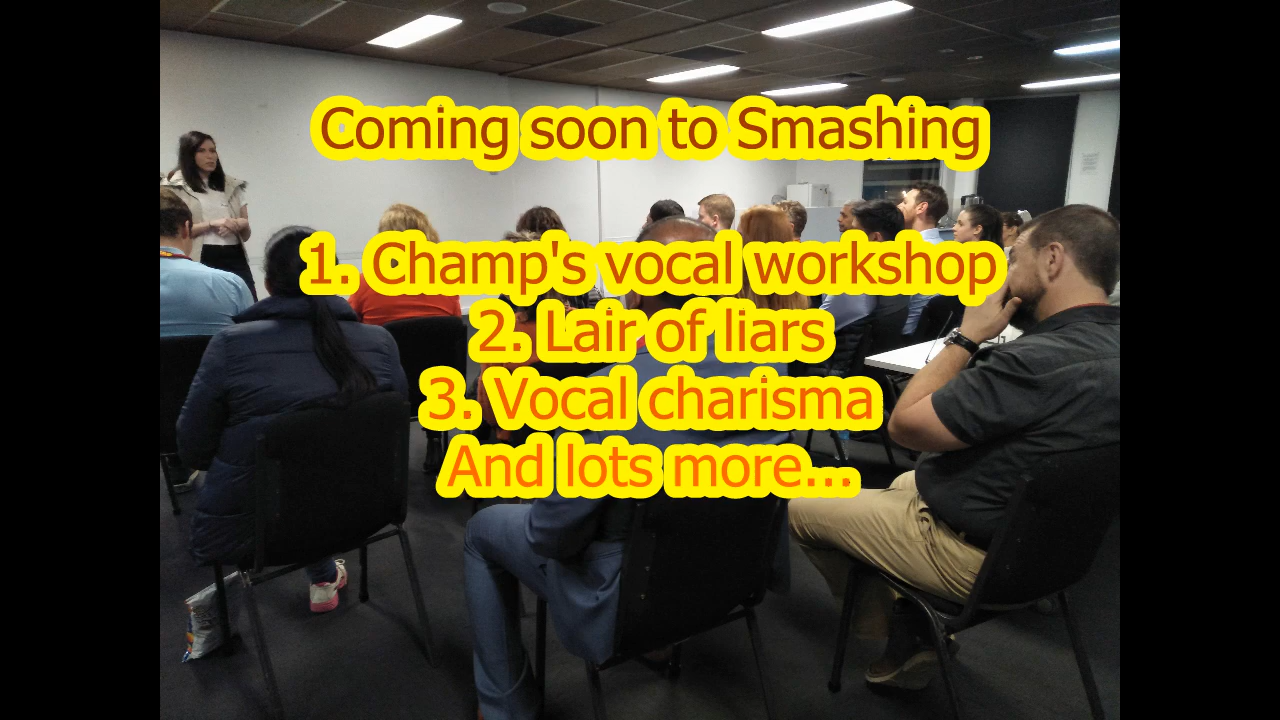 Coming soon to Smashing
1. Champ's vocal workshop
2. Lair of liars
3. Vocal charisma
And lots more...